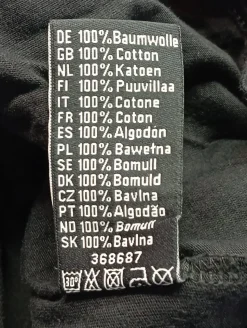 DE 100%Baumwolle
GB 100%Cotton
NL 100%Katoen
FI 100%Puuvillaa
IT 100%Cotone
FR 100%Coton
ES 100%Algodón
PL 100%Bawełna
SE 100%Bomull
DK 100%Bomuld
CZ 100%Bavlna
PT 100%Algodão
NO 100%Bomull
SK 100%Bavlna
368687
30°